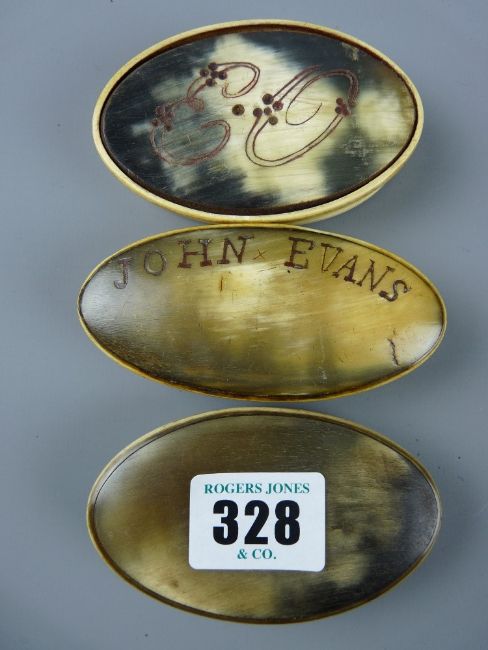 JOHN × EVANS
ROGERS JONES
328
& CO.